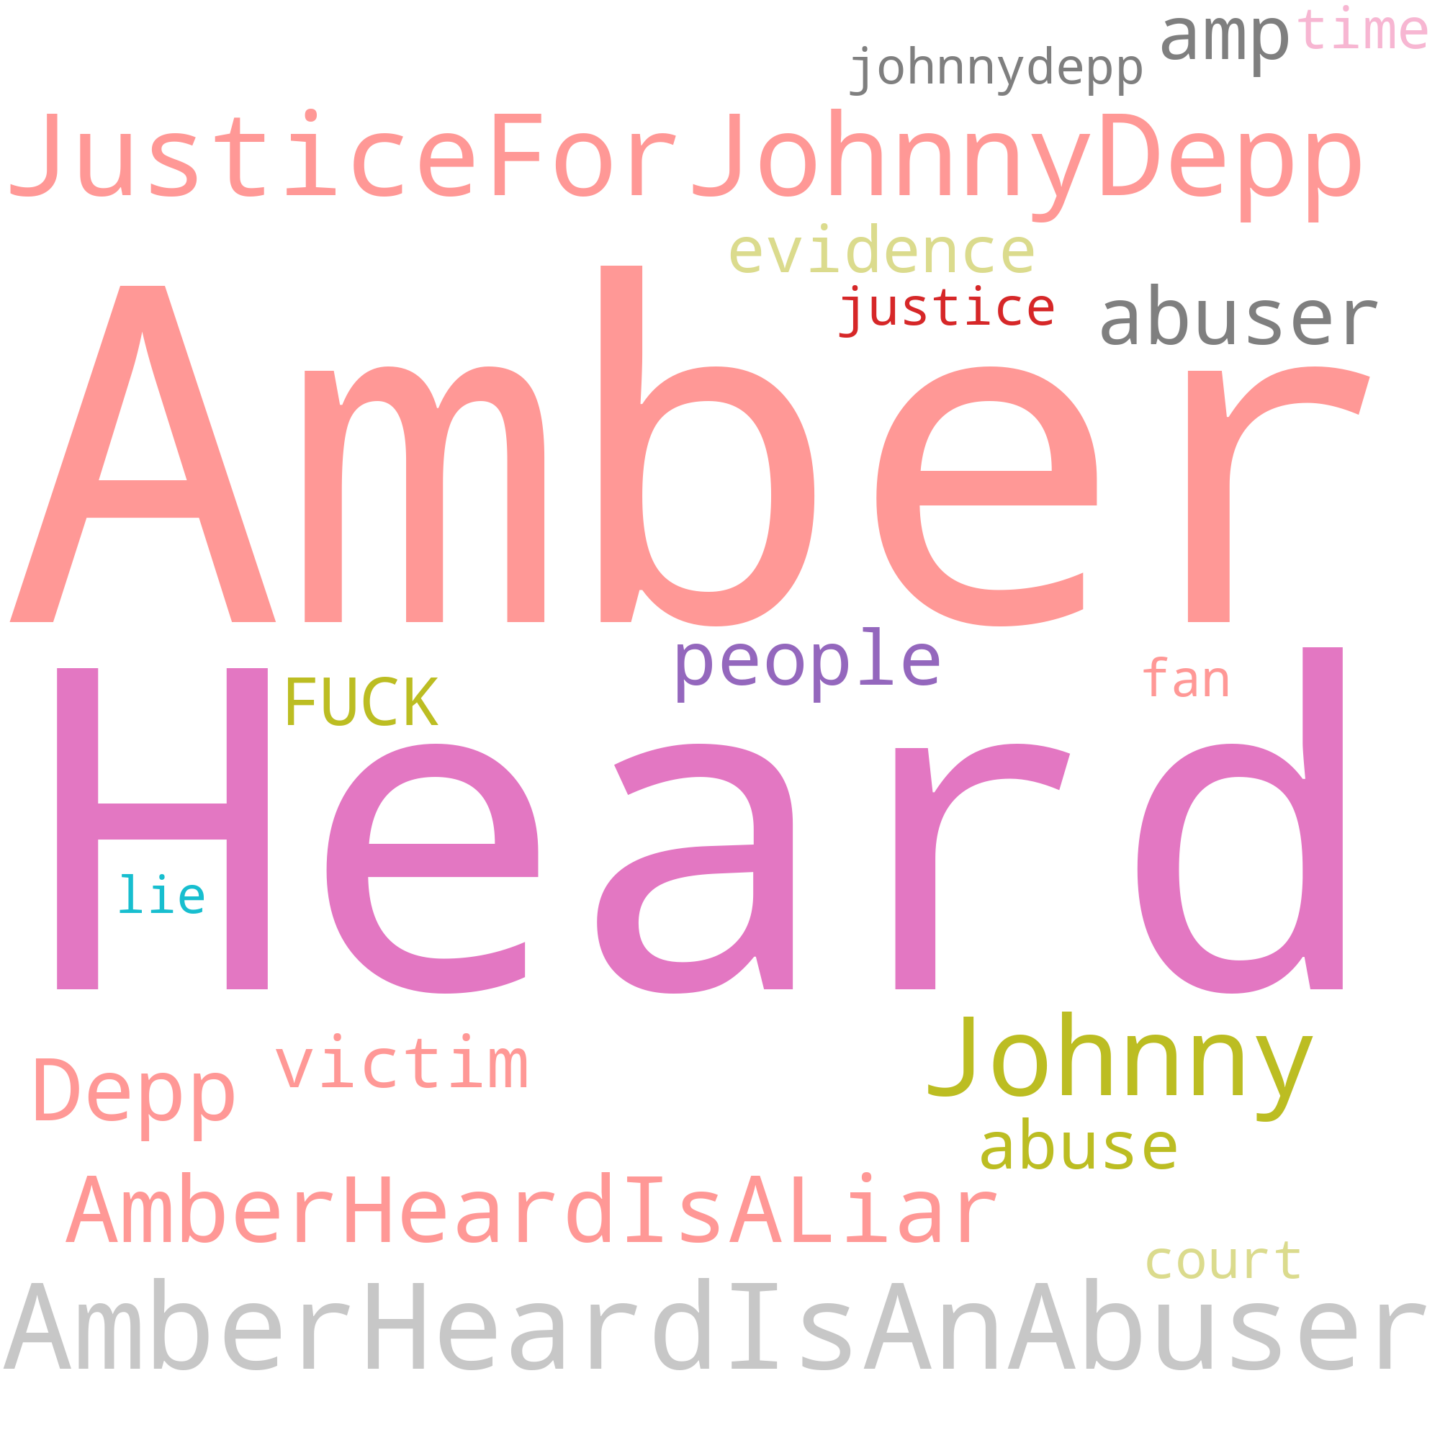 amp time
johnnydepp
JusticeForJohnnyDepp
evidence
justice
abuser
Amber
people
fan
FUCK
Heard
lie
Johnny
Depp
victim
abuse
AmberHeardIsALiar
court
AmberHeardIsAnAbuser